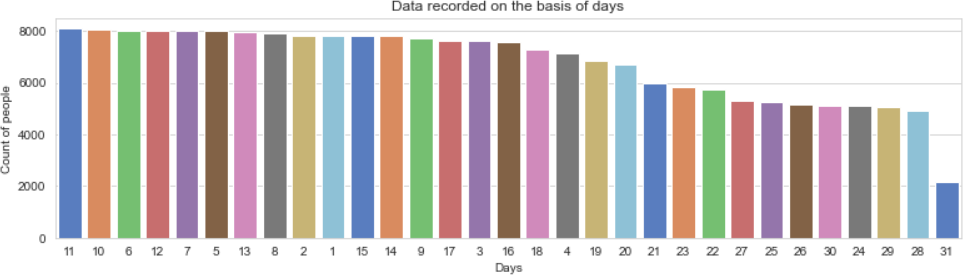 Data recorded on the basis of days
Count of people
8000
6000
4000
2000
0
11 10 6 12 7 5 13 8 2 1 15 14 9 17 3 16 18 4 19 20 21 23 22 27 25 26 30 24 29 28 31
Days